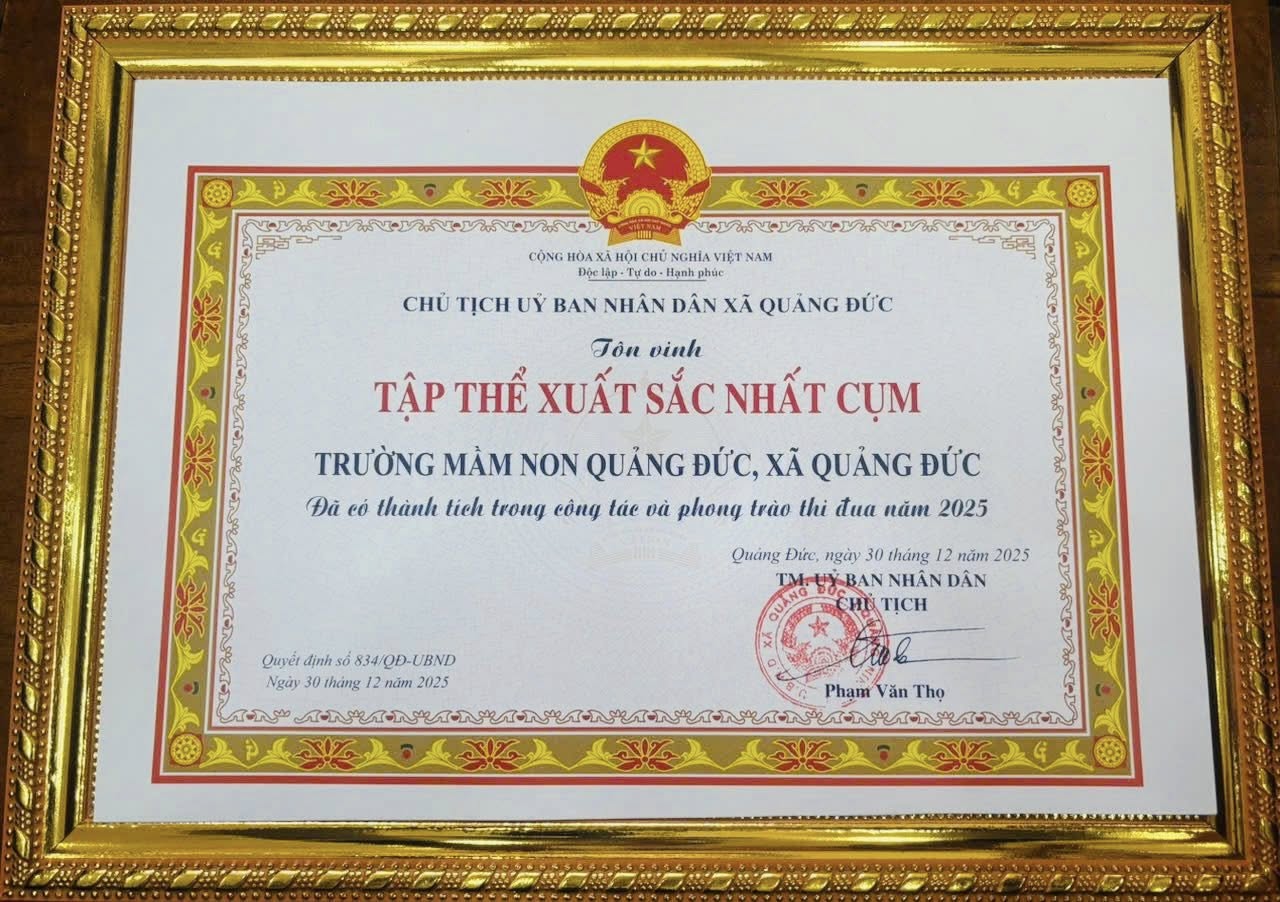 VIỆT NAM
CỘNG HÒA XÃ HỘI CHỦ NGHĨA VIỆT NAM
Độc lập - Tự do - Hạnh phúc
CHỦ TỊCH UỶ BAN NHÂN DÂN XÃ QUẢNG ĐỨC
Tôn vinh
TẬP THỂ XUẤT SẮC NHẤT CỤM
TRƯỜNG MẦM NON QUẢNG ĐỨC, XÃ QUẢNG ĐỨC
Đã có thành tích trong công tác và phong trào thi đua năm 2025
Quảng Đức, ngày 30 tháng 12 năm 2025
TM. UỶ BAN NHÂN DÂN
CHỦ TỊCH
U.B.N.D XÃ QUẢNG ĐỨC
Phạm Văn Thọ
Quyết định số 834/QĐ-UBND
Ngày 30 tháng 12 năm 2025